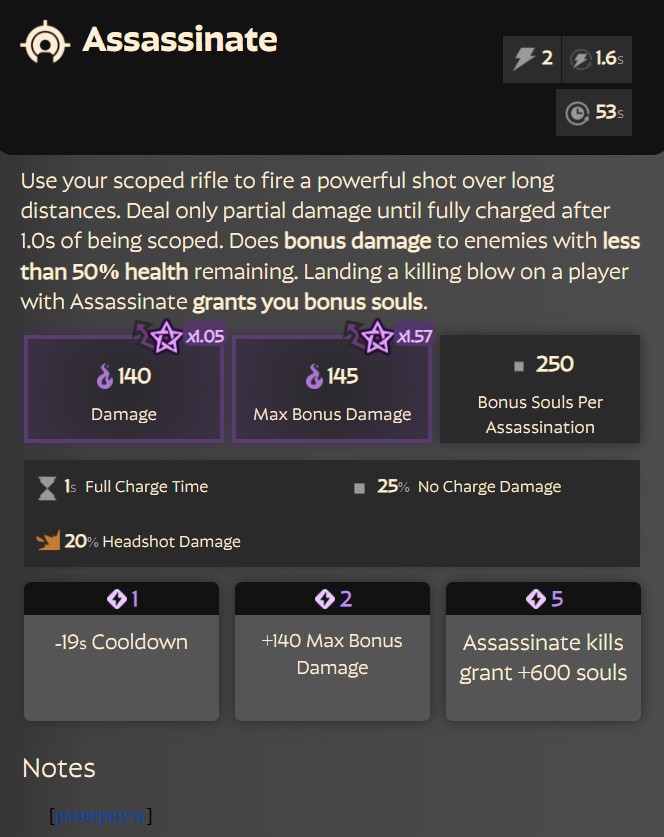 Assassinate
2
1.6s
53s
Use your scoped rifle to fire a powerful shot over long
distances. Deal only partial damage until fully charged after
1.0s of being scoped. Does bonus damage to enemies with less
than 50% health remaining. Landing a killing blow on a player
with Assassinate grants you bonus souls.
x1.05
140
Damage
x1.57
145
Max Bonus Damage
250
Bonus Souls Per
Assassination
1s Full Charge Time
25% No Charge Damage
20% Headshot Damage
1
-19s Cooldown
2
+140 Max Bonus
Damage
5
Assassinate kills
grant +600 souls
Notes
[развернуть]